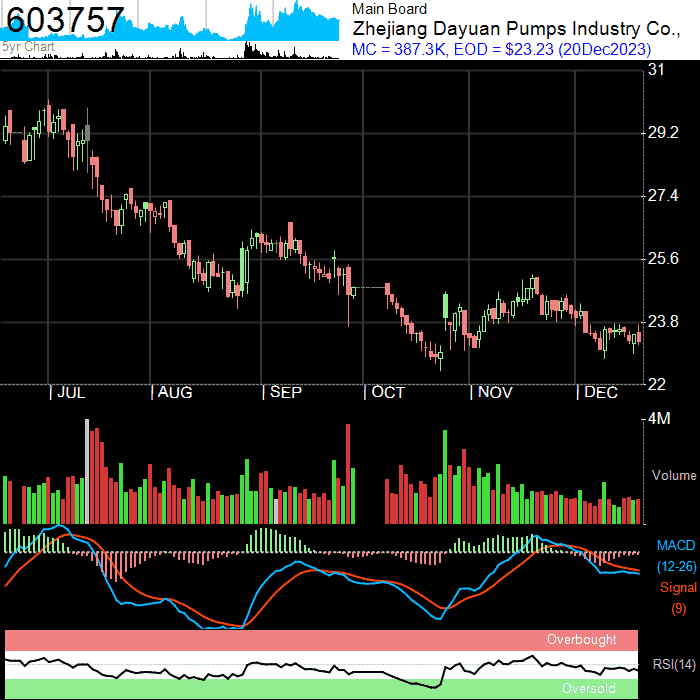 603757
5yr Chart
Main Board
Zhejiang Dayuan Pumps Industry Co.,
MC = 387.3K, EOD = $23.23 (20Dec2023)
31
29.2
27.4
25.6
23.8
22
JUL
AUG
SEP
OCT
NOV
DEC
4M
Volume
MACD
(12-26)
Signal
(9)
Overbought
RSI(14)
Oversold